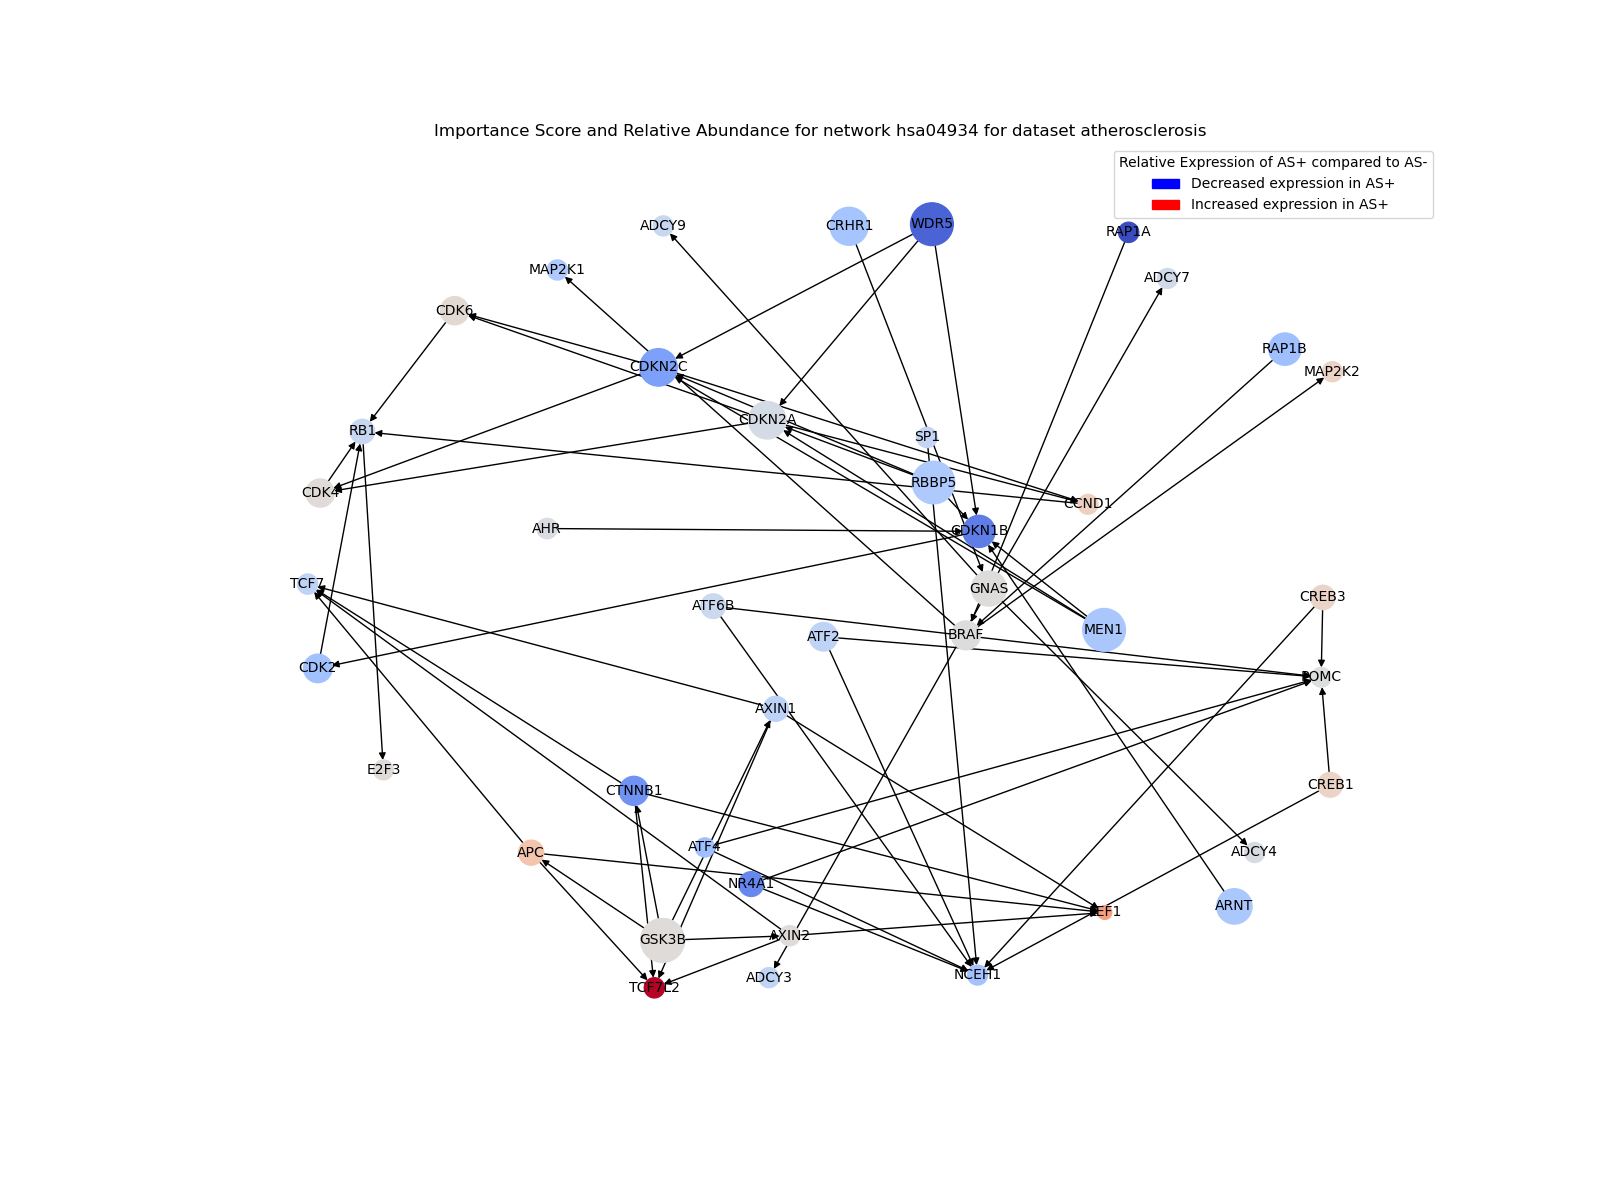 Importance Score and Relative Abundance for network hsa04934 for dataset atherosclerosis
Relative Expression of AS+ compared to AS-
Decreased expression in AS+
Increased expression in AS+
ADCY9
CRHR1
WDR5
RAP1A
MAP2K1
ADCY7
CDK6
RAP1B
CDKN2C
MAP2K2
CDKN2A
RB1
SP1
RBBP5
CDK4
CCND1
AHR
CDKN1B
TCF7
GNAS
CREB3
ATF6B
MEN1
ATF2
BRAF
CDK2
POMC
AXIN1
E2F3
CTNNB1
CREB1
APC
ATF4
ADCY4
NR4A1
ARNT
LEF1
GSK3B
AXIN2
NCEH1
ADCY3
TCF7L2